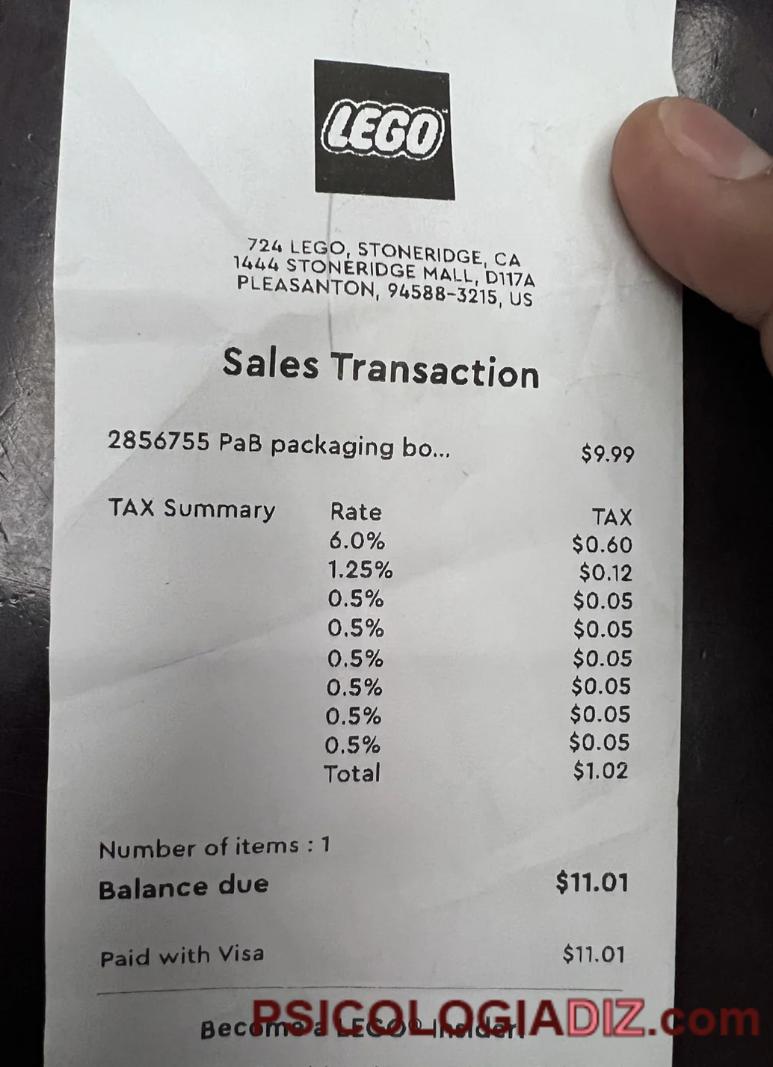 LEGO
724 LEGO, STONERIDGE, CA
1444 STONERIDGE MALL, D117A
PLEASANTON, 94588-3215, US
Sales Transaction
2856755 PaB packaging bo... $9.99
TAX Summary Rate TAX
6.0% $0.60
1.25% $0.12
0.5% $0.05
0.5% $0.05
0.5% $0.05
0.5% $0.05
0.5% $0.05
0.5% $0.05
Total $1.02
Number of items : 1
Balance due $11.01
Paid with Visa $11.01
Become a LEGO® Insider!
PSICOLOGIADIZ.com